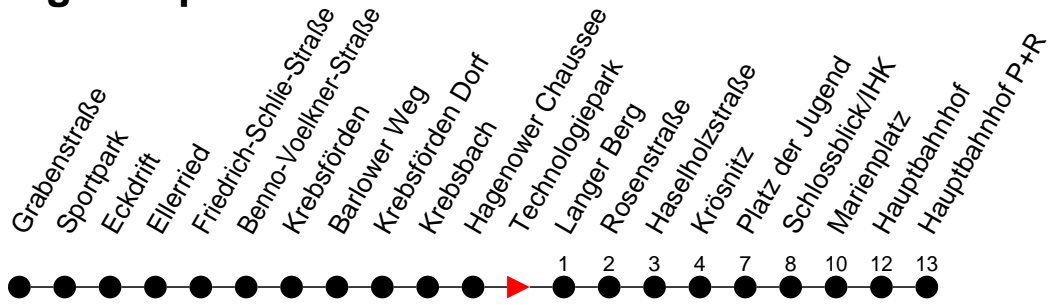 Grabenstraße
Sportpark
Eckdrift
Ellerried
Friedrich-Schlie-Straße
Benno-Voelkner-Straße
Krebsförden
Barlower Weg
Krebsförden Dorf
Krebsbach
Hagenower Chaussee
Technologiepark
Langer Berg
Rosenstraße
Haselholzstraße
Krösnitz
Platz der Jugend
Schlossblick/IHK
Marienplatz
Hauptbahnhof
Hauptbahnhof P+R
1 2 3 4 7 8 10 12 13